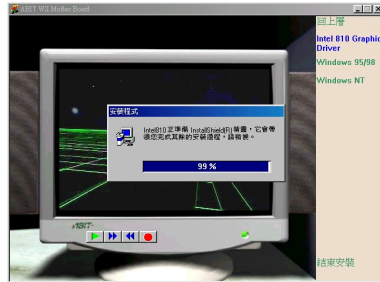 ABIT WX Mother Board
回上層
Intel 810 Graphic
Driver
Windows 95/98
Windows NT
安裝程式
Intel810 正準備 InstallShield(R) 精靈，它會帶
領您完成其餘的安裝過程，請稍候。
99 %
ABIT
結束安裝